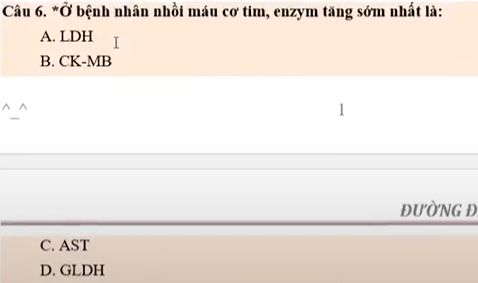 Câu 6. *Ở bệnh nhân nhồi máu cơ tim, enzym tăng sớm nhất là:
A. LDH
B. CK-MB
^_^ 1
ĐƯỜNG Đ
C. AST
D. GLDH